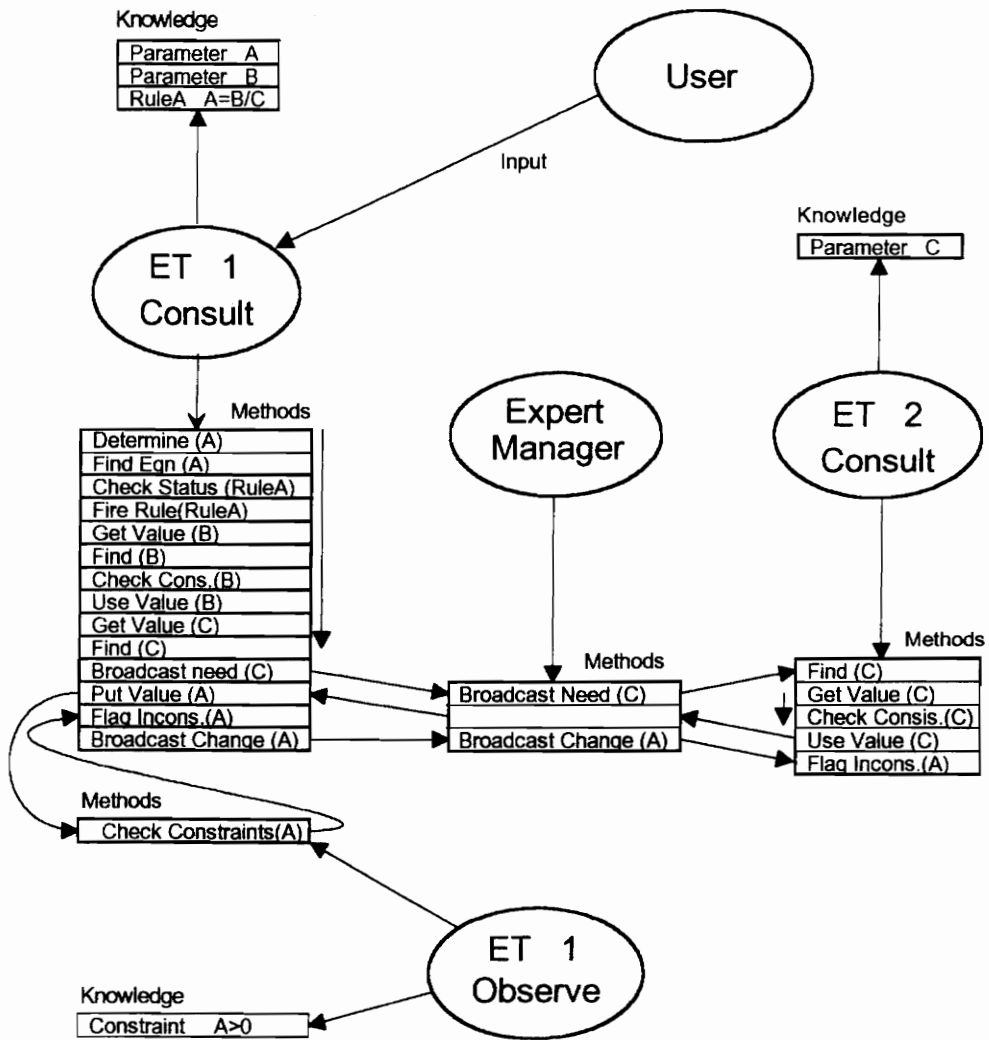 Knowledge
Parameter A
Parameter B
RuleA A=B/C
User
Input
ET 1
Consult
Knowledge
Parameter C
Methods
Determine (A)
Find Eqn (A)
Check Status (RuleA)
Fire Rule(RuleA)
Get Value (B)
Find (B)
Check Cons.(B)
Use Value (B)
Get Value (C)
Find (C)
Broadcast need (C)
Put Value (A)
Flag Incons.(A)
Broadcast Change (A)
Expert
Manager
Methods
Broadcast Need (C)
Broadcast Change (A)
ET 2
Consult
Methods
Find (C)
Get Value (C)
Check Consis.(C)
Use Value (C)
Flag Incons.(A)
Methods
Check Constraints(A)
ET 1
Observe
Knowledge
Constraint A>0